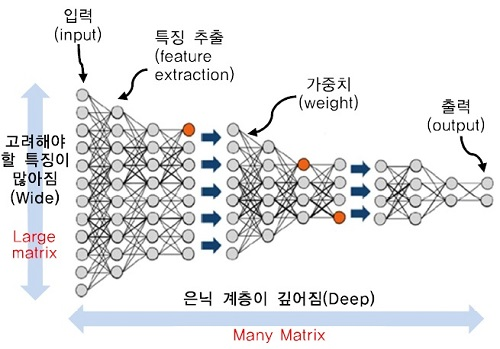 입력
(input)
특징 추출
(feature
extraction)
가중치
(weight)
출력
(output)
고려해야
할 특징이
많아짐
(Wide)
Large
matrix
은닉 계층이 깊어짐(Deep)
Many Matrix